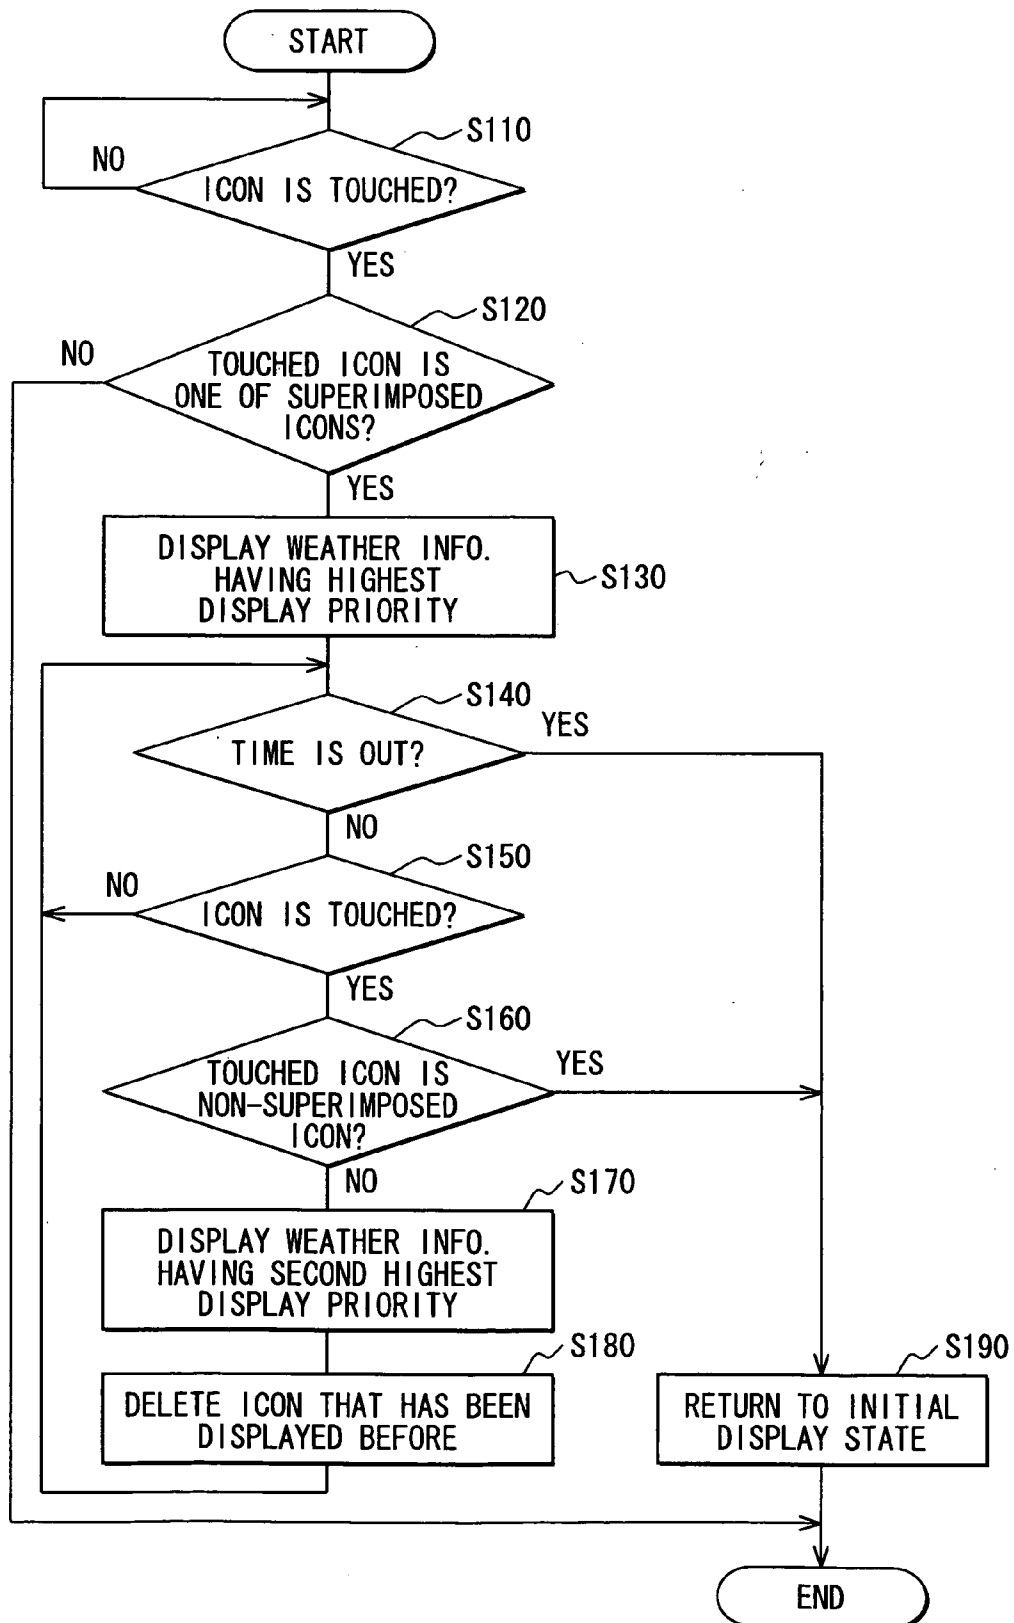 START
S110
NO
ICON IS TOUCHED?
YES
S120
NO
TOUCHED ICON IS
ONE OF SUPERIMPOSED
ICONS?
YES
DISPLAY WEATHER INFO.
HAVING HIGHEST
DISPLAY PRIORITY
S130
S140
YES
TIME IS OUT?
NO
S150
NO
ICON IS TOUCHED?
YES
S160
YES
TOUCHED ICON IS
NON-SUPERIMPOSED
ICON?
NO
S170
DISPLAY WEATHER INFO.
HAVING SECOND HIGHEST
DISPLAY PRIORITY
S180
DELETE ICON THAT HAS BEEN
DISPLAYED BEFORE
S190
RETURN TO INITIAL
DISPLAY STATE
END